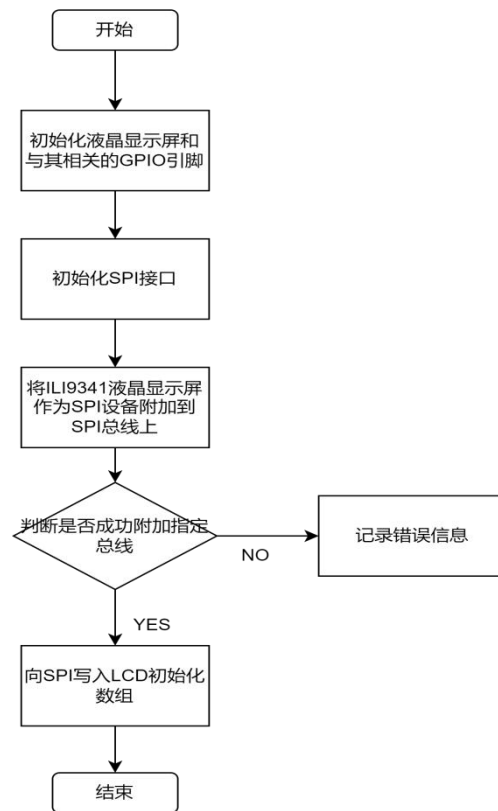 开始
初始化液晶显示屏和
与其相关的GPIO引脚
初始化SPI接口
将ILI9341液晶显示屏
作为SPI设备附加到
SPI总线上
判断是否成功附加指定
总线
NO
记录错误信息
YES
向SPI写入LCD初始化
数组
结束